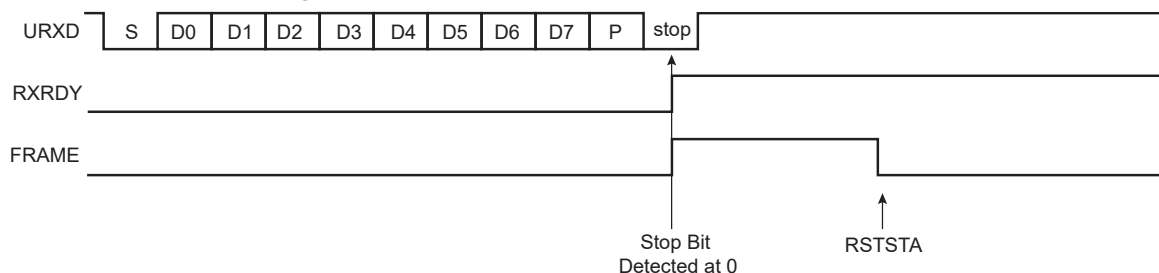 URXD S D0 D1 D2 D3 D4 D5 D6 D7 P stop
RXRDY
FRAME
Stop Bit
Detected at 0
RSTSTA